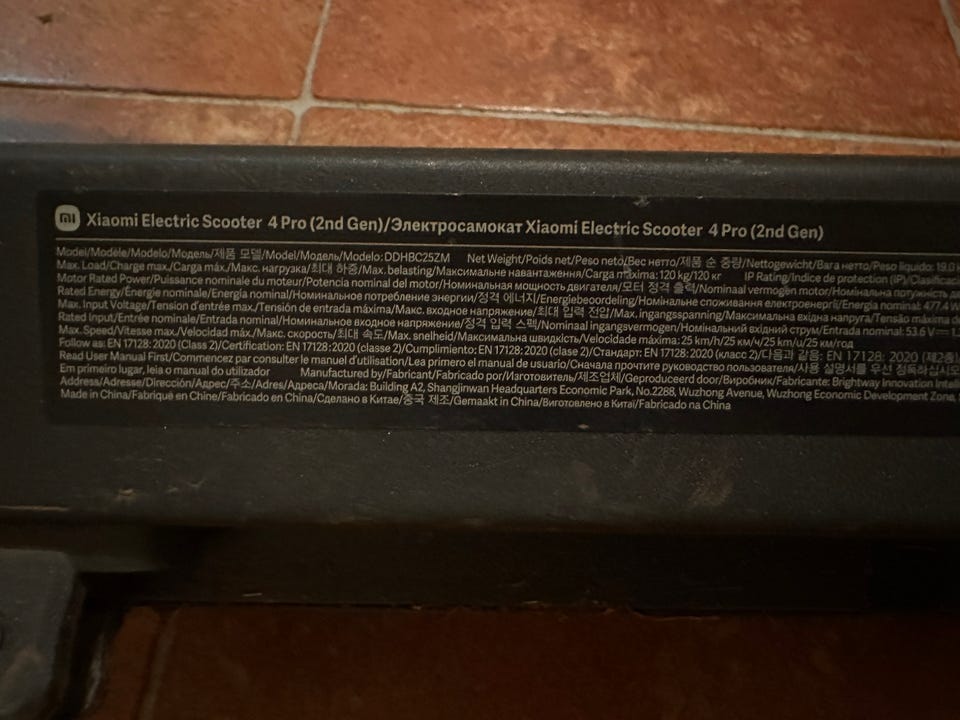 mi Xiaomi Electric Scooter 4 Pro (2nd Gen)/Электросамокат Xiaomi Electric Scooter 4 Pro (2nd Gen)
Model/Modèle/Modelo/Модель/제품 모델/Model/Модель/Modelo: DDHBC25ZM Net Weight/Poids net/Peso neto/Вес нетто/제품 순 중량/Nettogewicht/Вага нетто/Peso líquido: 19.0
Max. Load/Charge max./Carga máx./Макс. нагрузка/최대 하중/Max. belasting/Максимальне навантаження/Carga máxima: 120 kg/120 кг IP Rating/Indice de protection (IP)/
Motor Rated Power/Puissance nominale du moteur/Potencia nominal del motor/Номинальная мощность двигателя/모터 정격 출력/Nominaal vermogen motor/Номінальна потужність
Rated Energy/Énergie nominale/Energía nominal/Номинальное потребление энергии/정격 에너지/Energiebeoordeling/Номінальне споживання електроенергії/Energia nominal: 477.4
Max. Input Voltage/Tension d'entrée max./Tensión de entrada máxima/Макс. входное напряжение/최대 입력 전압/Max. ingangsspanning/Максимальна вхідна напруга/Tensão máxima
Rated Input/Entrée nominale/Entrada nominal/Номинальное входное напряжение/정격 입력 스펙/Nominaal ingangsvermogen/Номінальний вхідний струм/Entrada nominal: 53.6 V
Max. Speed/Vitesse max./Velocidad máx./Макс. скорость/최대 속도/Max. snelheid/Максимальна швидкість/Velocidade máxima: 25 km/h/25 км/ч/25 km/u/25 км/год
Follow as: EN 17128: 2020 (Class 2)/Certification: EN 17128: 2020 (classe 2)/Cumplimiento: EN 17128: 2020 (clase 2)/Стандарт: EN 17128: 2020 (класс 2)/다음과 같음: EN 17128: 2020
Read User Manual First/Commencez par consulter le manuel d'utilisation/Lea primero el manual de usuario/Сначала прочтите руководство пользователя/사용 설명서를 우선 정독하십시오
Em primeiro lugar, leia o manual do utilizador Manufactured by/Fabricant/Fabricado por/Изготовитель/제조업체/Geproduceerd door/Виробник/Fabricante: Brightway Innovation
Address/Adresse/Dirección/Адрес/주소/Adres/Адреса/Morada: Building A2, Shangjinwan Headquarters Economic Park, No.2288, Wuzhong Avenue, Wuzhong Economic Development Zone,
Made in China/Fabriqué en Chine/Fabricado en China/Сделано в Китае/중국 제조/Gemaakt in China/Виготовлено в Китаї/Fabricado na China